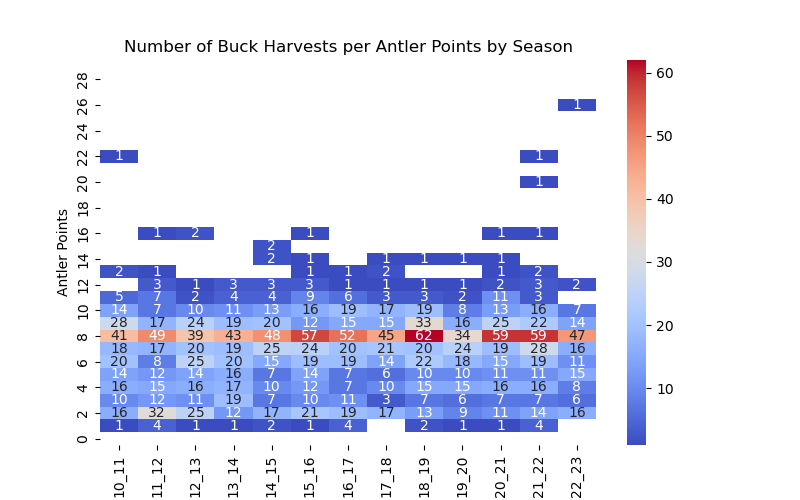 Number of Buck Harvests per Antler Points by Season
28
26 1
24
22 1 1
20 1
18
16 1 2 1 1 1
2
14 2 1 1 1 1 1
2 1 1 1 2 1 2
12 3 1 3 3 3 1 1 1 1 2 3 2
5 7 2 4 4 9 6 3 3 2 11 3
10 14 7 10 11 13 16 19 17 19 8 13 16 7
28 17 24 19 20 12 15 15 33 16 25 22 14
8 41 49 39 43 48 57 52 45 62 34 59 59 47
18 17 20 19 25 24 20 21 20 24 19 28 16
6 20 8 25 20 15 19 19 14 22 18 15 19 11
14 12 14 16 7 14 7 6 10 10 11 11 15
4 16 15 16 17 10 12 7 10 15 15 16 16 8
10 12 11 19 7 10 11 3 7 6 7 7 6
2 16 32 25 12 17 21 19 17 13 9 11 14 16
1 4 1 1 2 1 4 2 1 1 4
0
Antler Points
10_11 11_12 12_13 13_14 14_15 15_16 16_17 17_18 18_19 19_20 20_21 21_22 22_23
60
50
40
30
20
10